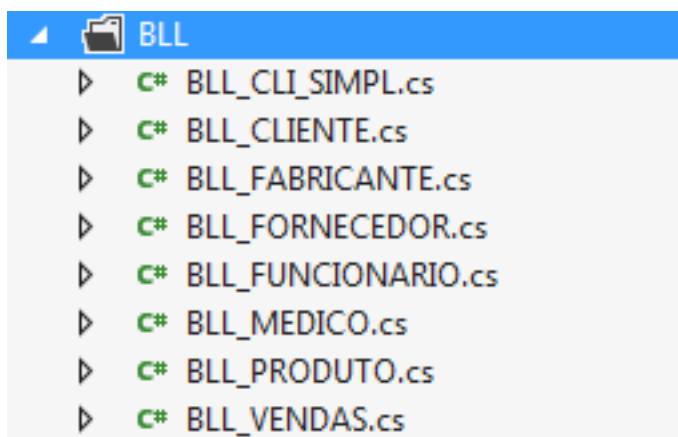 BLL
C# BLL_CLI_SIMPL.cs
C# BLL_CLIENTE.cs
C# BLL_FABRICANTE.cs
C# BLL_FORNECEDOR.cs
C# BLL_FUNCIONARIO.cs
C# BLL_MEDICO.cs
C# BLL_PRODUTO.cs
C# BLL_VENDAS.cs